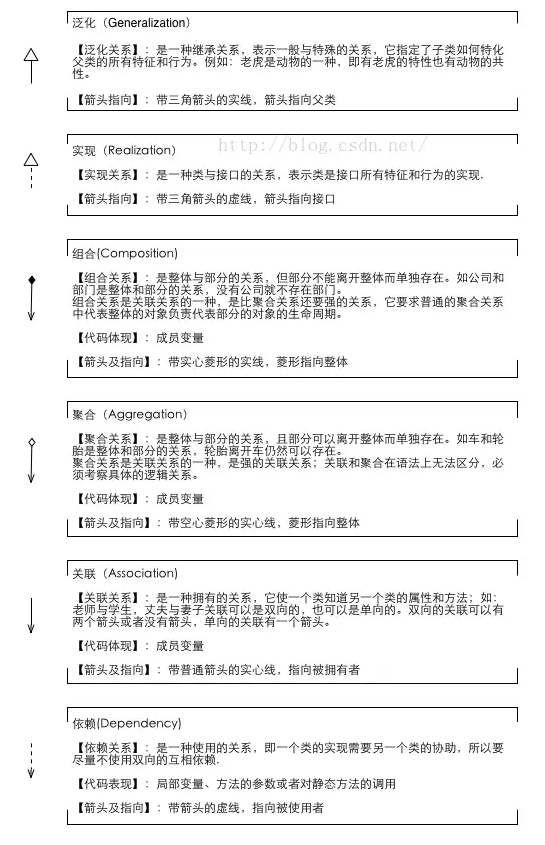 泛化（Generalization)
【泛化关系】：是一种继承关系，表示一般与特殊的关系，它指定了子类如何特化
父类的所有特征和行为。例如：老虎是动物的一种，即有老虎的特性也有动物的共
性。
【箭头指向】：带三角箭头的实线，箭头指向父类
实现（Realization） http://blog.csdn.net/
【实现关系】：是一种类与接口的关系，表示类是接口所有特征和行为的实现.
【箭头指向】：带三角箭头的虚线，箭头指向接口
组合(Composition)
【组合关系】：是整体与部分的关系，但部分不能离开整体而单独存在。如公司和
部门是整体和部分的关系，没有公司就不存在部门。
组合关系是关联关系的一种，是比聚合关系还要强的关系，它要求普通的聚合关系
中代表整体的对象负责代表部分的对象的生命周期。
【代码体现】：成员变量
【箭头及指向】：带实心菱形的实线，菱形指向整体
聚合（Aggregation）
【聚合关系】：是整体与部分的关系，且部分可以离开整体而单独存在。如车和轮
胎是整体和部分的关系，轮胎离开车仍然可以存在。
聚合关系是关联关系的一种，是强的关联关系；关联和聚合在语法上无法区分，必
须考察具体的逻辑关系。
【代码体现】：成员变量
【箭头及指向】：带空心菱形的实心线，菱形指向整体
关联（Association)
【关联关系】：是一种拥有的关系，它使一个类知道另一个类的属性和方法；如：
老师与学生，丈夫与妻子关联可以是双向的，也可以是单向的。双向的关联可以有
两个箭头或者没有箭头，单向的关联有一个箭头。
【代码体现】：成员变量
【箭头及指向】：带普通箭头的实心线，指向被拥有者
依赖(Dependency)
【依赖关系】：是一种使用的关系，即一个类的实现需要另一个类的协助，所以要
尽量不使用双向的互相依赖.
【代码表现】：局部变量、方法的参数或者对静态方法的调用
【箭头及指向】：带箭头的虚线，指向被使用者